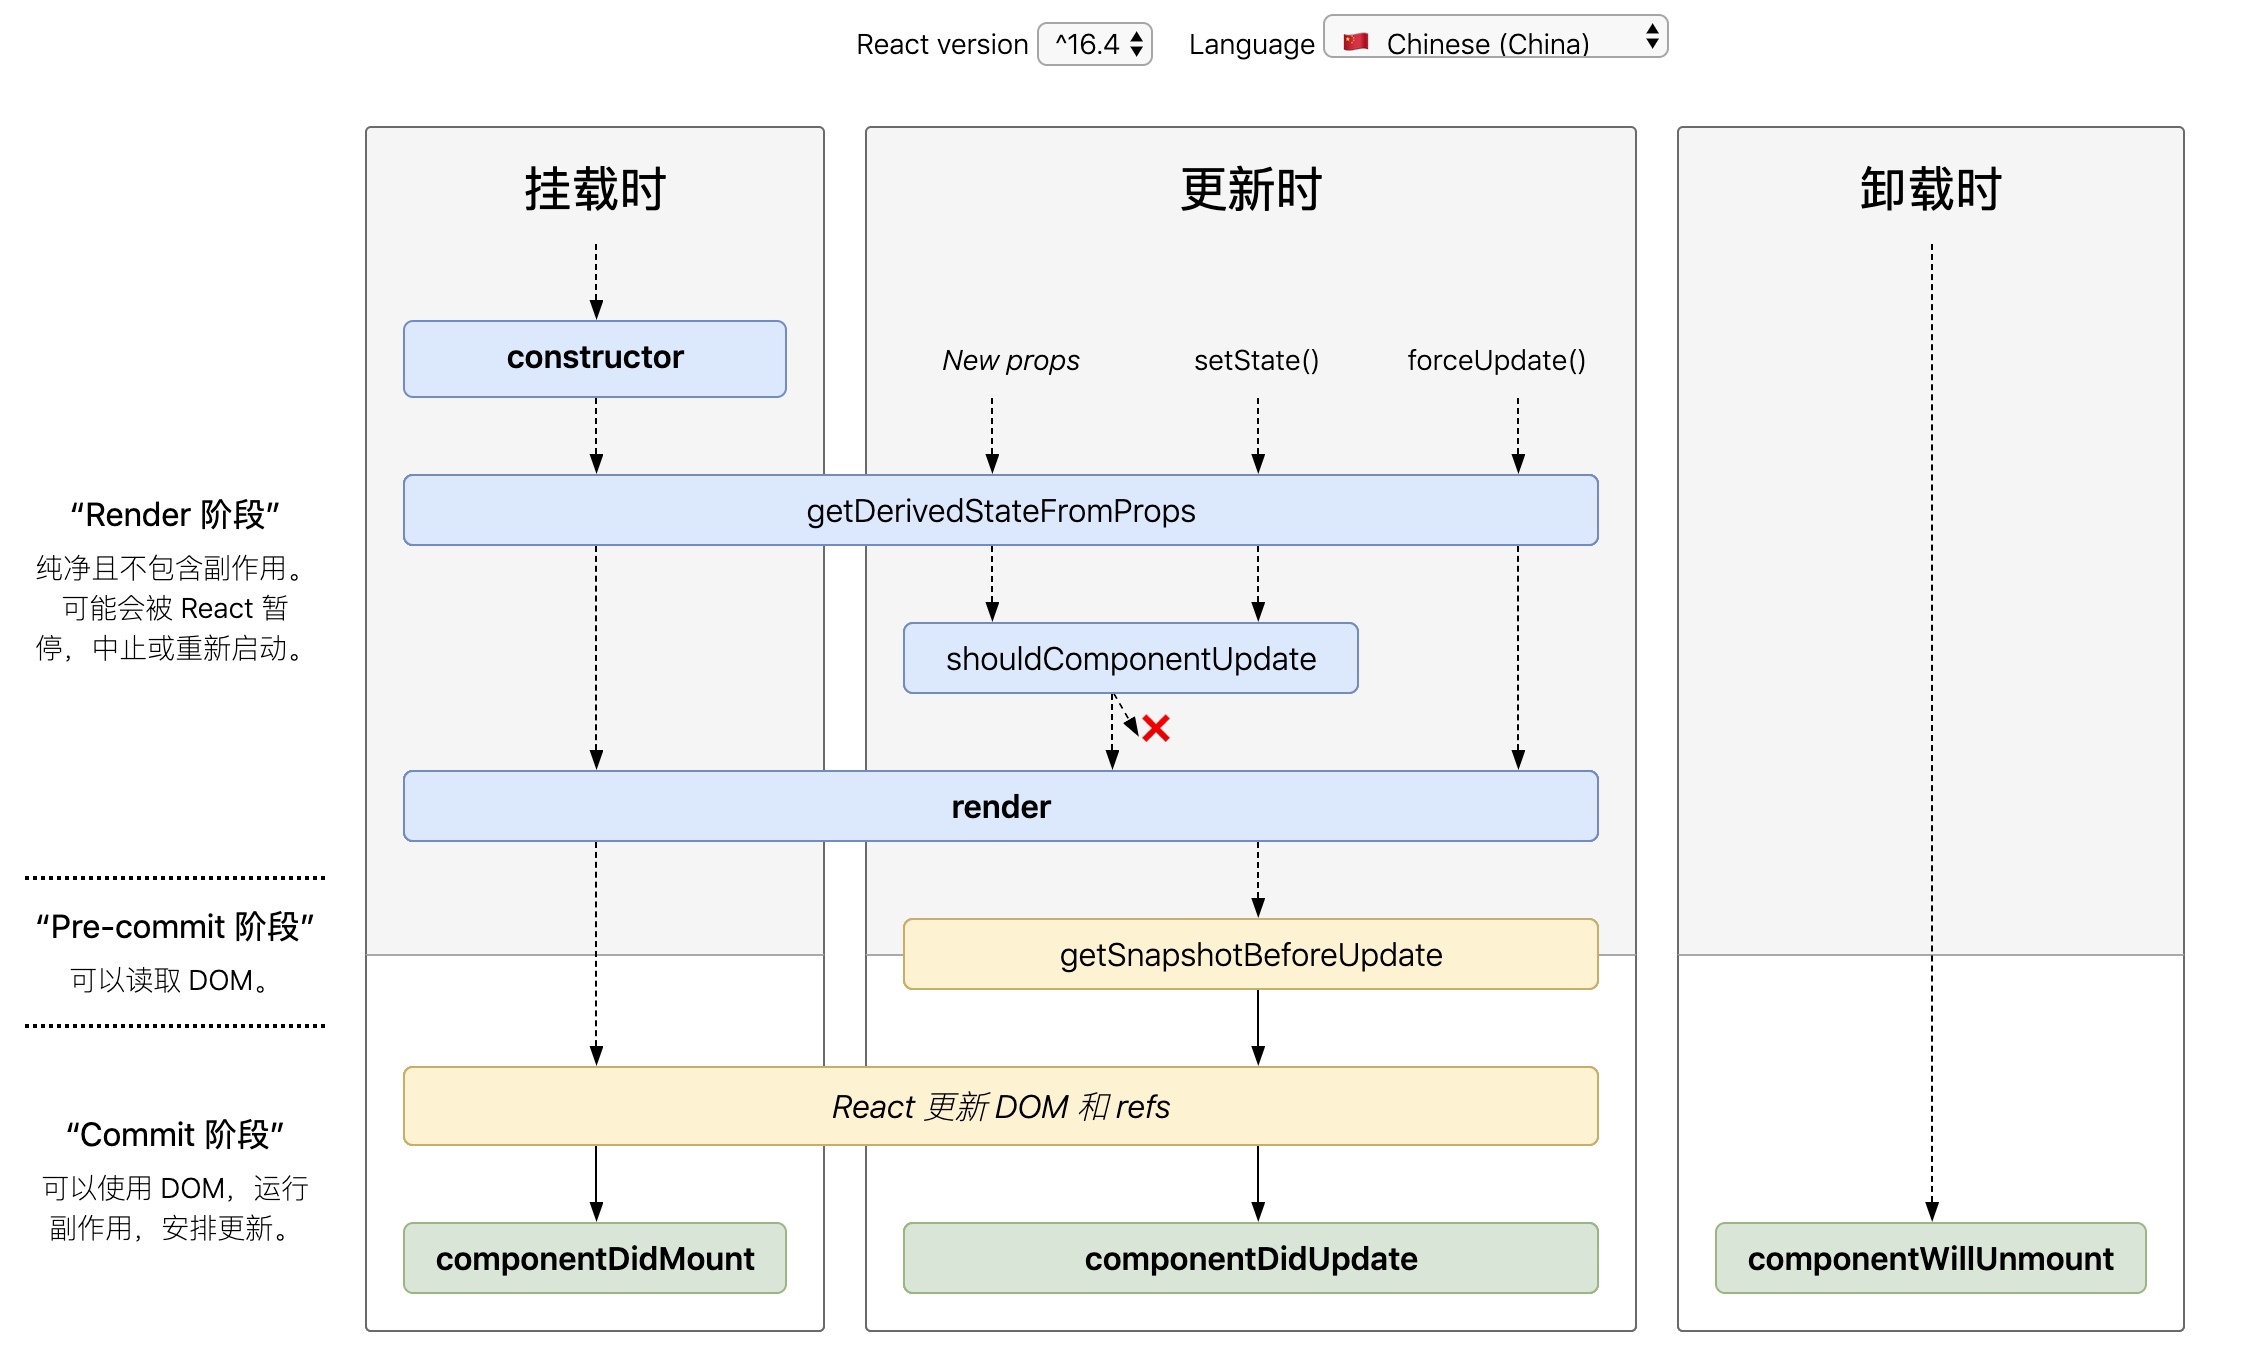 React version ^16.4 Language 🇨🇳 Chinese (China)
挂载时
更新时
卸载时
constructor
New props
setState()
forceUpdate()
“Render 阶段”
纯净且不包含副作用。
可能会被 React 暂
停，中止或重新启动。
getDerivedStateFromProps
shouldComponentUpdate
render
“Pre-commit 阶段”
可以读取 DOM。
getSnapshotBeforeUpdate
“Commit 阶段”
可以使用 DOM，运行
副作用，安排更新。
React 更新 DOM 和 refs
componentDidMount
componentDidUpdate
componentWillUnmount